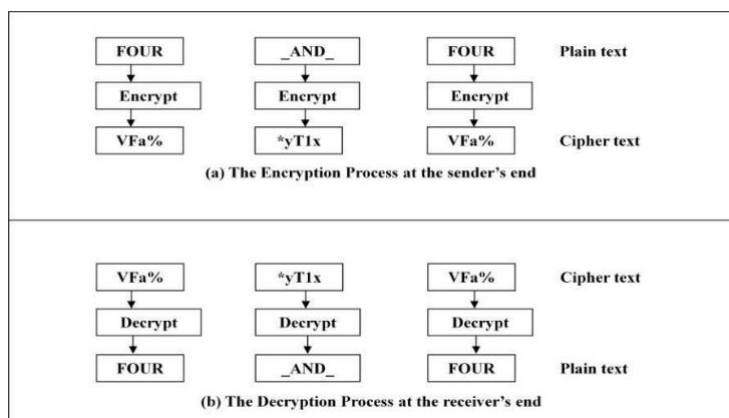 FOUR _AND_ FOUR Plain text
Encrypt Encrypt Encrypt
VFa% *yT1x VFa% Cipher text
(a) The Encryption Process at the sender's end
VFa% *yT1x VFa% Cipher text
Decrypt Decrypt Decrypt
FOUR _AND_ FOUR Plain text
(b) The Decryption Process at the receiver's end